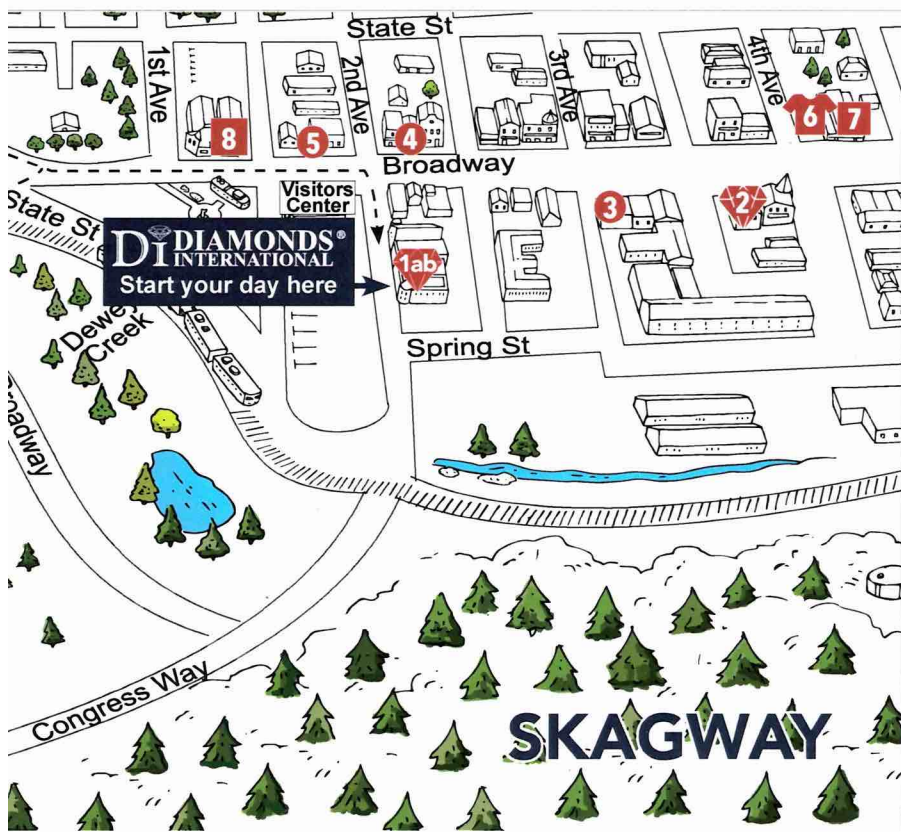 State St
1st Ave
2nd Ave
3rd Ave
4th Ave
8
5
4
6
7
Broadway
Visitors
Center
State St
3
2
Di DIAMONDS®
INTERNATIONAL
Start your day here
1ab
Dewey
Creek
Spring St
Broadway
Congress Way
SKAGWAY